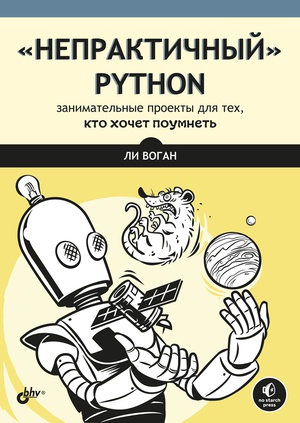 «НЕПРАКТИЧНЫЙ»
PYTHON
занимательные проекты для тех,
кто хочет поумнеть
ЛИ ВОГАН
bhv®
no starch
press